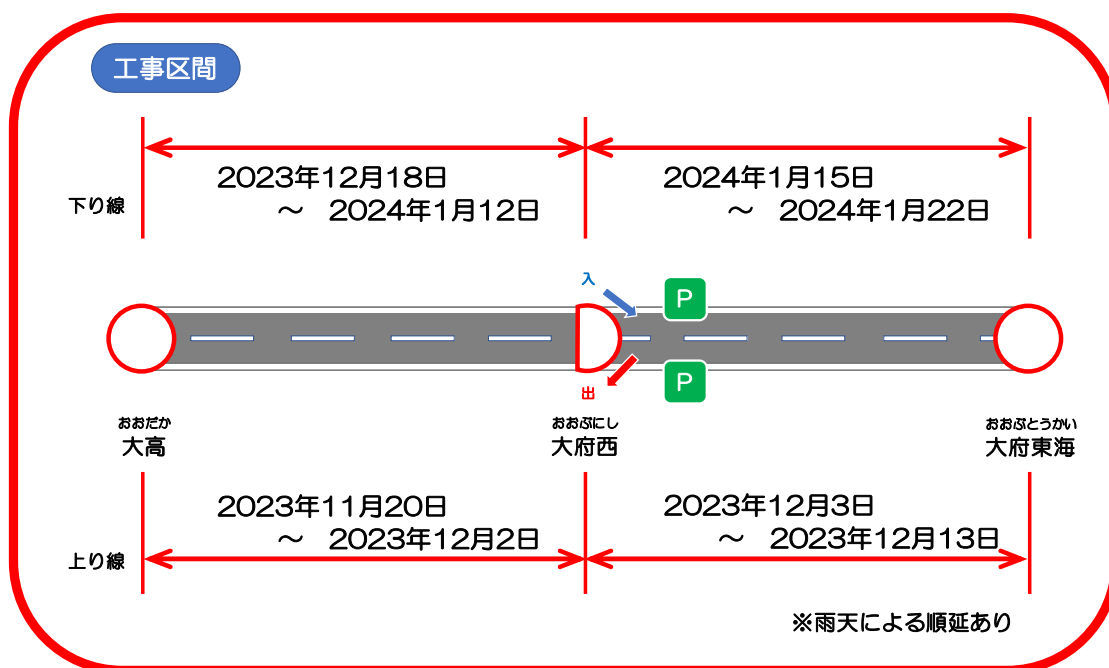 工事区間
2023年12月18日
～ 2024年1月12日
2024年1月15日
～ 2024年1月22日
下り線
入
P
P
出
おおだか
大高
おおぶにし
大府西
おおぶとうかい
大府東海
2023年11月20日
～ 2023年12月2日
2023年12月3日
～ 2023年12月13日
上り線
※雨天による順延あり